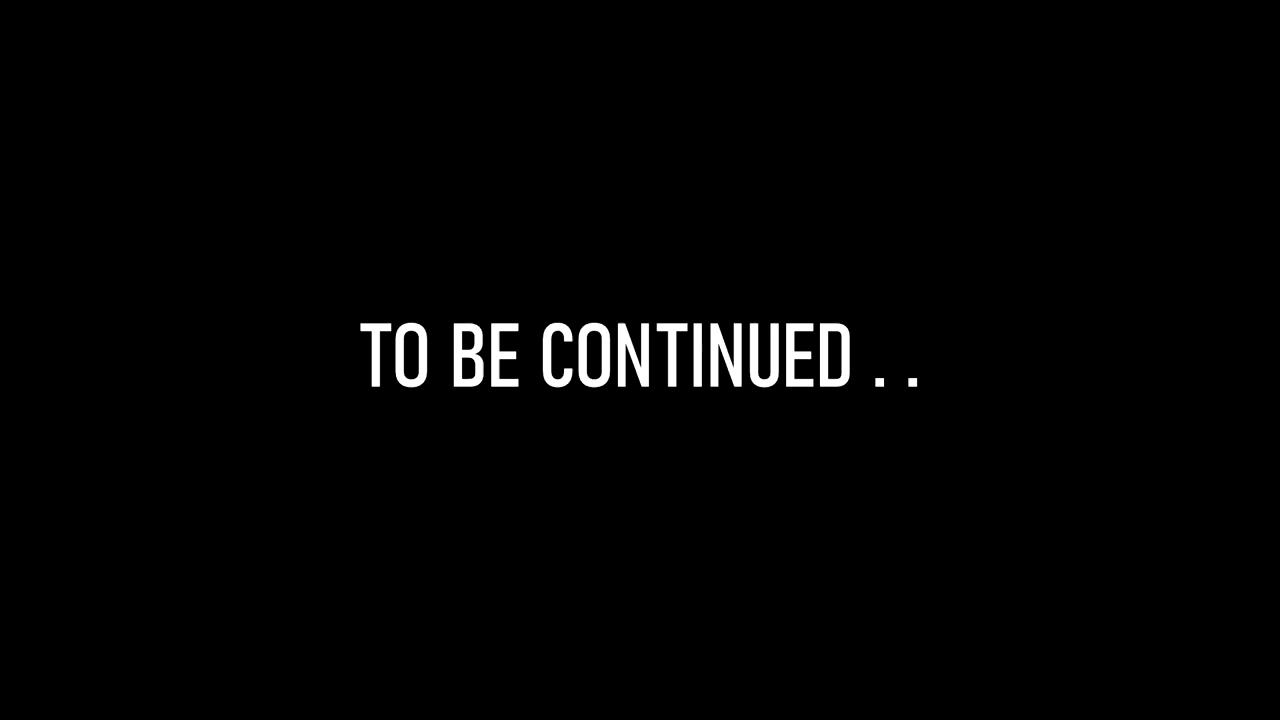 TO BE CONTINUED . .